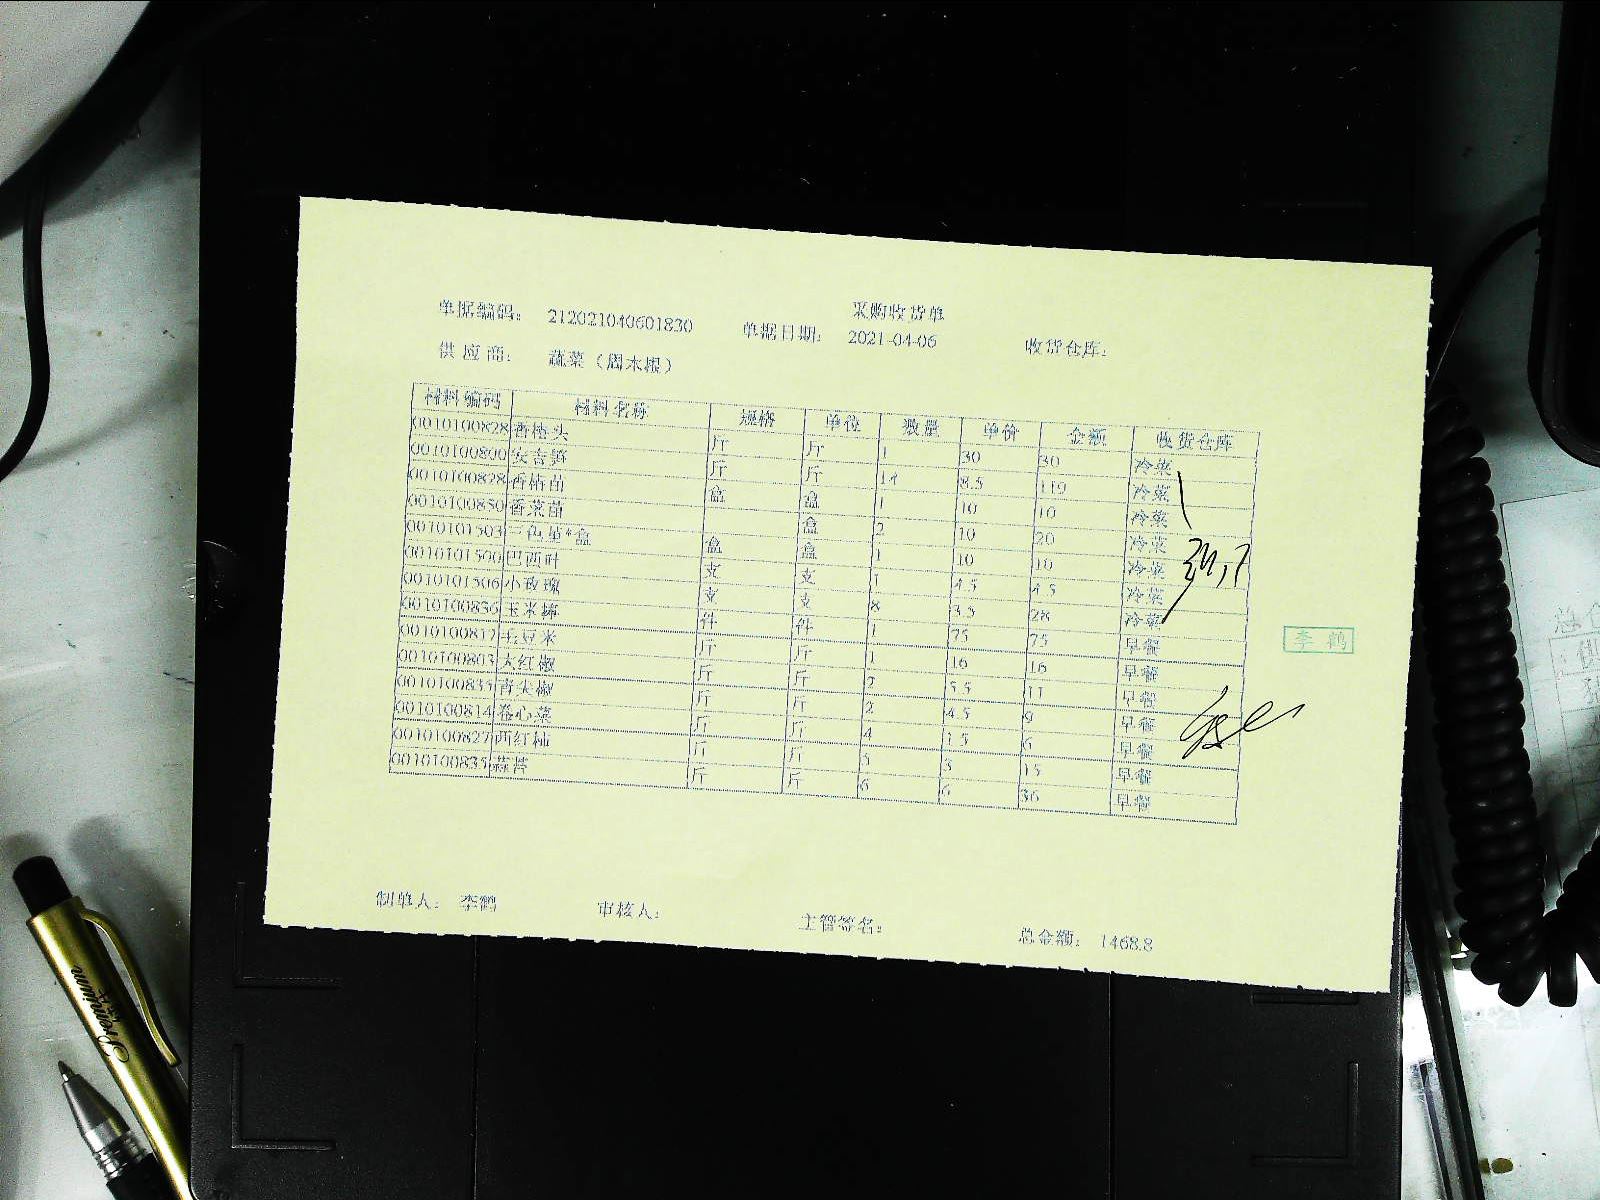 采购收货单
单据编码: 212021040601830 单据日期: 2021-04-06 收货仓库:
供应商: 蔬菜（周木根）
材料编码 材料名称 规格 单位 数量 单价 金额 收货仓库
0010100828 香椿头 斤 斤 1 30 30 冷菜
0010100800 安吉笋 斤 斤 14 8.5 119 冷菜
0010100828 香椿苗 盒 盒 1 10 10 冷菜
0010100850 香菜苗 盒 2 10 20 冷菜
0010101503 三色堇*盒 盒 盒 1 10 10 冷菜
0010101500 巴西叶 支 支 1 4.5 4.5 冷菜
0010101506 小玫瑰 支 支 8 3.5 28 冷菜
0010100836 玉米棒 件 件 1 75 75 早餐
0010100817 毛豆米 斤 斤 1 16 16 早餐
0010100803 大红椒 斤 斤 2 5.5 11 早餐
0010100835 青尖椒 斤 斤 2 4.5 9 早餐
0010100814 卷心菜 斤 斤 4 1.5 6 早餐
0010100827 西红柿 斤 斤 5 3 15 早餐
0010100835 蒜苔 斤 斤 6 6 36 早餐
李鹤
制单人: 李鹤 审核人: 主管签名: 总金额: 1468.8
Premium